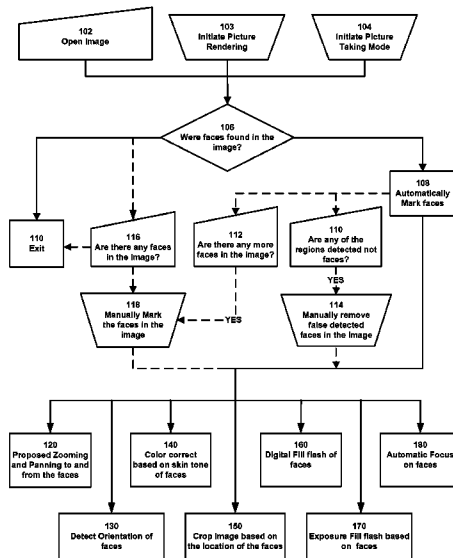 102
Open Image
103
Initiate Picture
Rendering
104
Initiate Picture
Taking Mode
106
Were faces found in the
image?
108
Automatically
Mark faces
110
Exit
116
Are there any faces
in the image?
112
Are there any more
faces in the image?
110
Are any of the
regions detected not
faces?
YES
118
Manually Mark
the faces in the
image
YES
114
Manually remove
false detected
faces in the Image
120
Proposed Zooming
and Panning to and
from the faces
140
Color correct
based on skin tone
of faces
160
Digital Fill flash of
faces
180
Automatic Focus
on faces
130
Detect Orientation of
faces
150
Crop Image based on
the location of the faces
170
Exposure Fill flash based
on faces